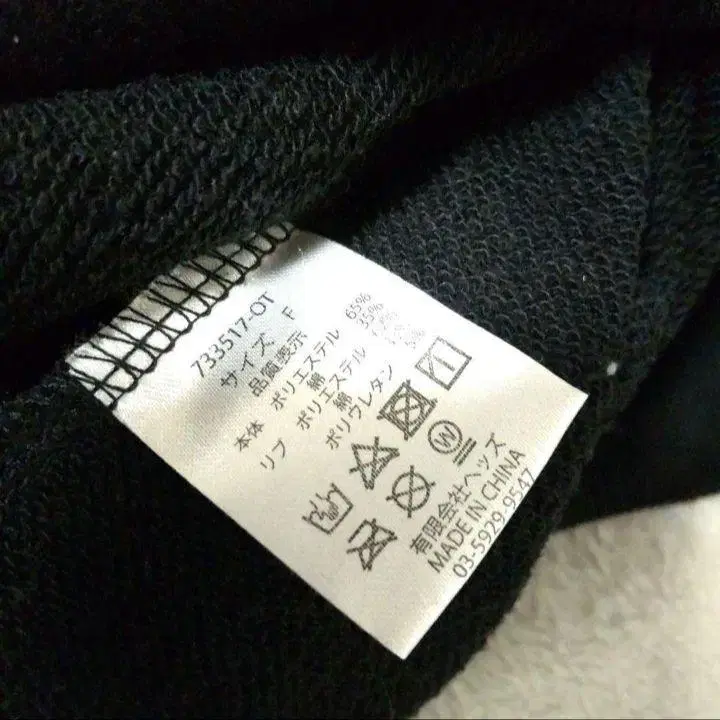 733517-OT
サイズ F
品質表示
本体 ポリエステル 65%
綿 35%
リブ ポリエステル
綿
ポリウレタン 5%
有限会社ヘッズ
MADE IN CHINA
03-5929-9547